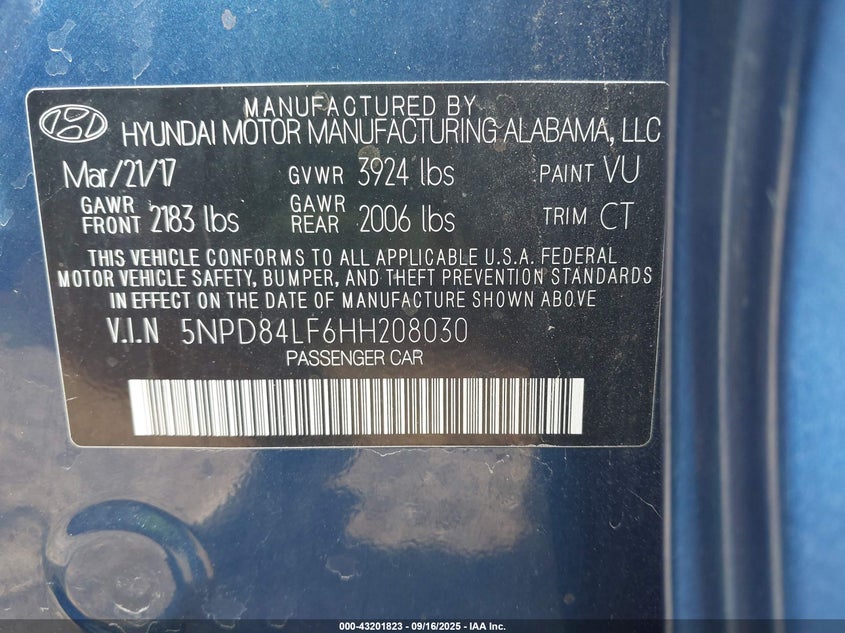 MANUFACTURED BY
HYUNDAI MOTOR MANUFACTURING ALABAMA, LLC
Mar/21/17 GVWR 3924 lbs PAINT VU
GAWR FRONT 2183 lbs GAWR REAR 2006 lbs TRIM CT
THIS VEHICLE CONFORMS TO ALL APPLICABLE U.S.A. FEDERAL
MOTOR VEHICLE SAFETY, BUMPER, AND THEFT PREVENTION STANDARDS
IN EFFECT ON THE DATE OF MANUFACTURE SHOWN ABOVE
V.I.N 5NPD84LF6HH208030
PASSENGER CAR
000-43201823 - 09/16/2025 - IAA Inc.